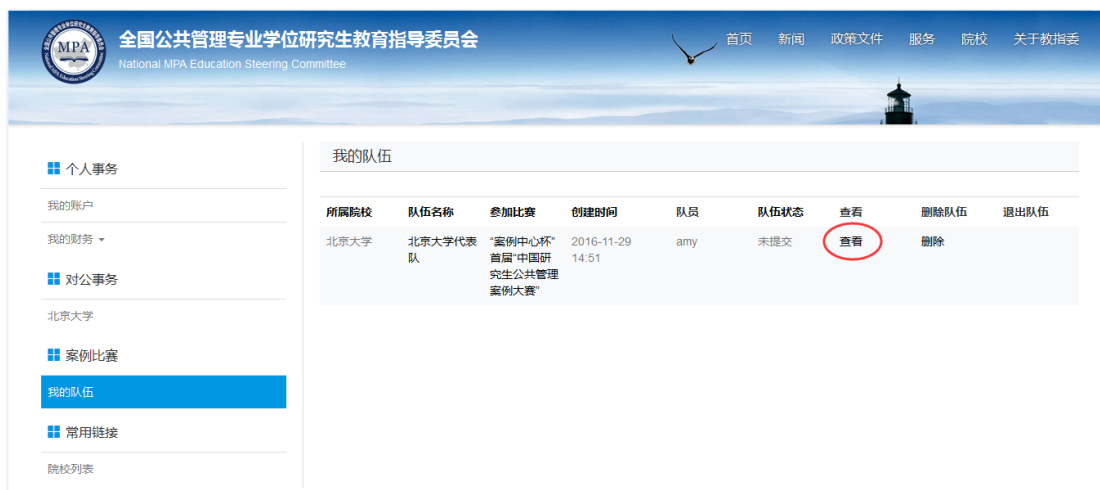 MPA
全国公共管理专业学位研究生教育指导委员会
National MPA Education Steering Committee
首页 新闻 政策文件 服务 院校 关于教指委
个人事务
我的账户
我的财务
对公事务
北京大学
案例比赛
我的队伍
常用链接
院校列表
我的队伍
所属院校 队伍名称 参加比赛 创建时间 队员 队伍状态 查看 删除队伍 退出队伍
北京大学 北京大学代表 “案例中心杯” 2016-11-29 amy 未提交 查看 删除
队 首届“中国研 14:51
究生公共管理
案例大赛”